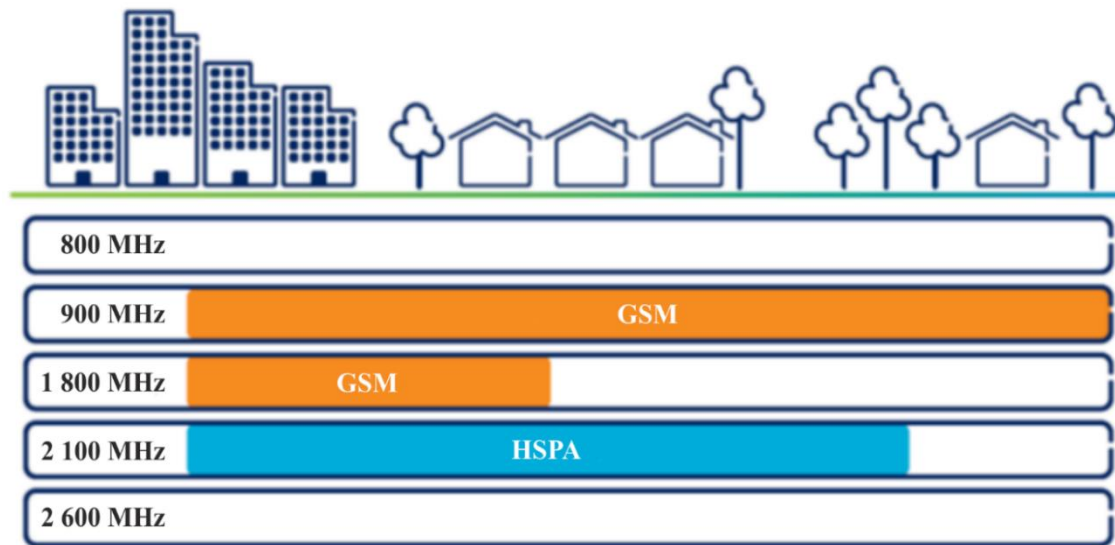 800 MHz
900 MHz GSM
1 800 MHz GSM
2 100 MHz HSPA
2 600 MHz